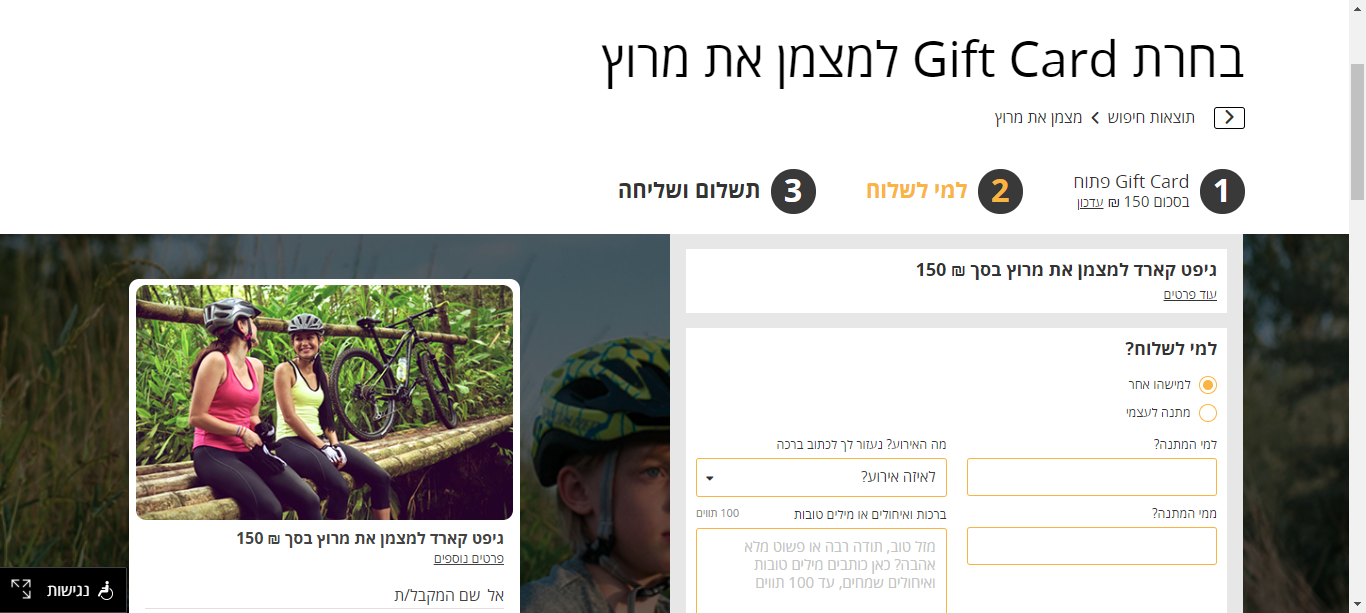 בחרת Gift Card למצמן את מרוץ
תוצאות חיפוש
מצמן את מרוץ
1
Gift Card פתוח
בסכום 150 ₪ עדכון
2
למי לשלוח
3
תשלום ושליחה
גיפט קארד למצמן את מרוץ בסך ₪ 150
עוד פרטים
למי לשלוח?
למישהו אחר
מתנה לעצמי
למי המתנה?
מה האירוע? נעזור לך לכתוב ברכה
לאיזה אירוע?
ממי המתנה?
ברכות ואיחולים או מילים טובות
100 תווים
מזל טוב, תודה רבה או פשוט מלא
אהבה? כאן כותבים מילים טובות
ואיחולים שמחים, עד 100 תווים
גיפט קארד למצמן את מרוץ בסך ₪ 150
פרטים נוספים
אל שם המקבל/ת
נגישות